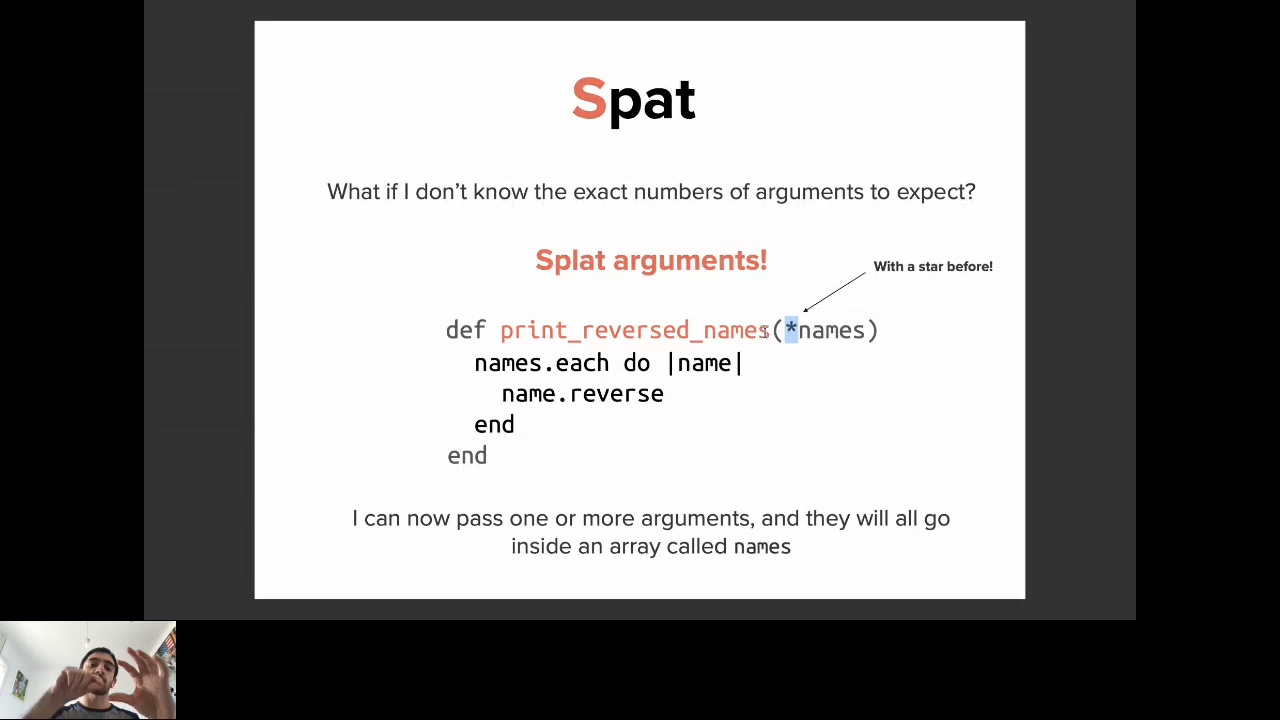 Spat
What if I don't know the exact numbers of arguments to expect?
Splat arguments!
With a star before!
def print_reversed_names(*names)
names.each do |name|
name.reverse
end
end
I can now pass one or more arguments, and they will all go
inside an array called names